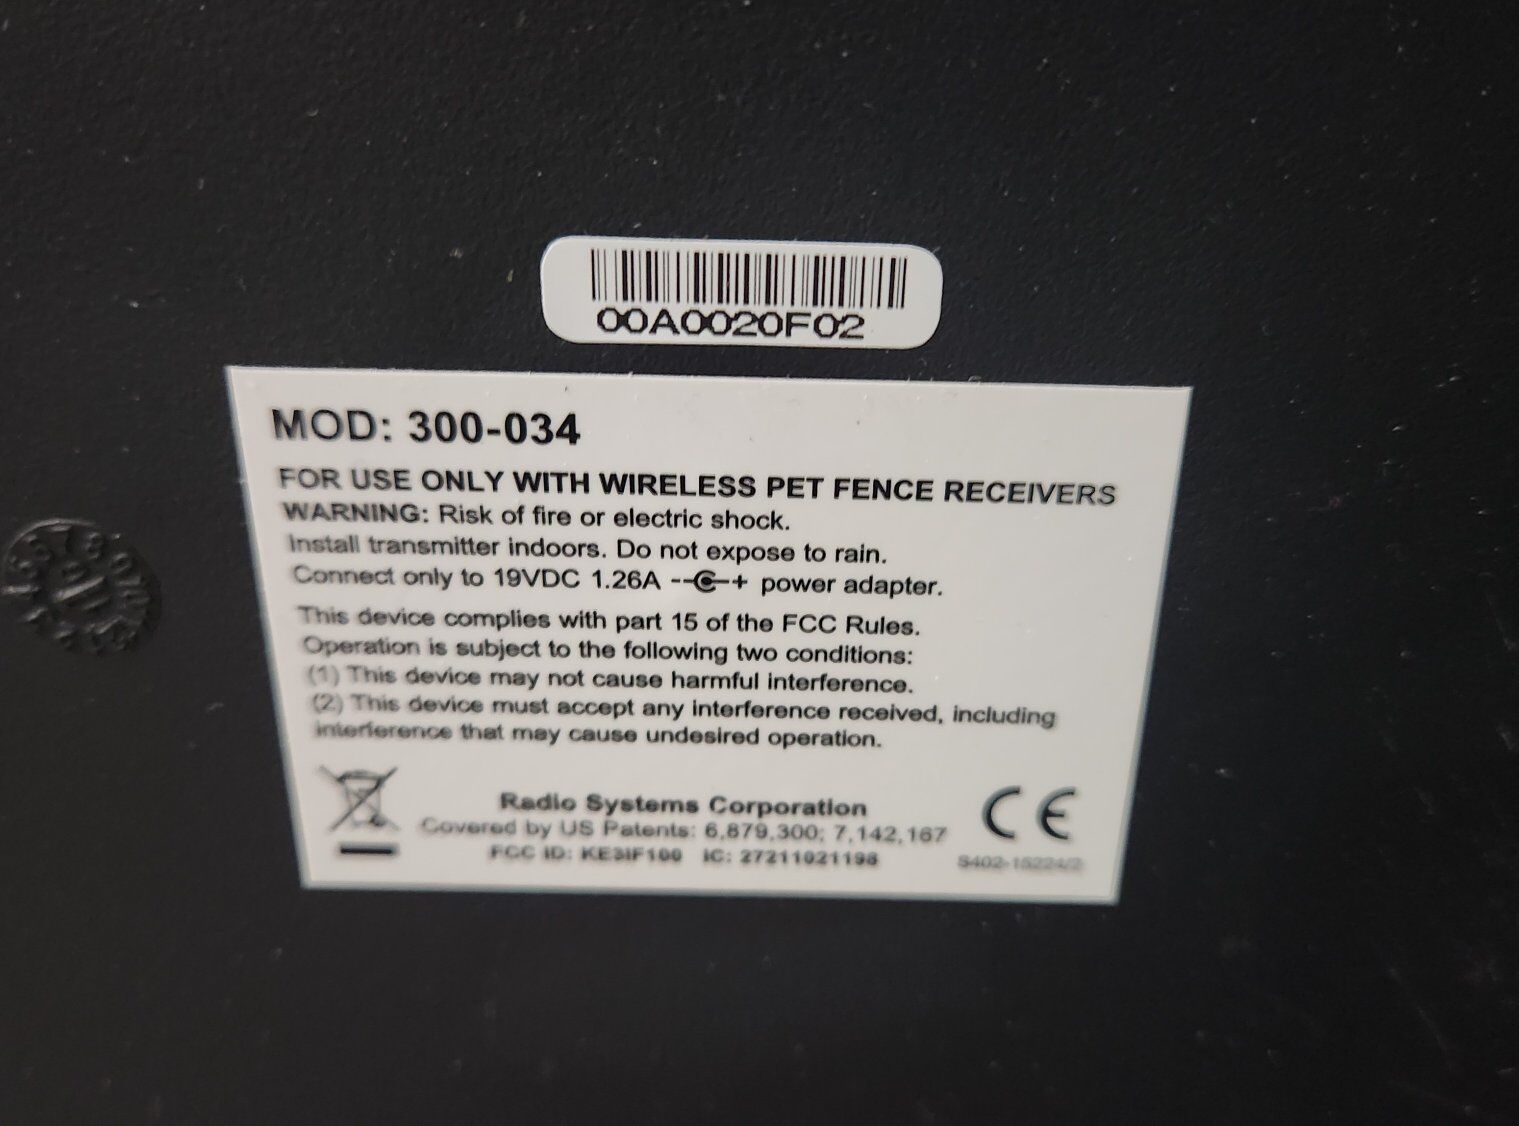 00A0020F02
MOD: 300-034
FOR USE ONLY WITH WIRELESS PET FENCE RECEIVERS
WARNING: Risk of fire or electric shock.
Install transmitter indoors. Do not expose to rain.
Connect only to 19VDC 1.26A + power adapter.
This device complies with part 15 of the FCC Rules.
Operation is subject to the following two conditions:
(1) This device may not cause harmful interference.
(2) This device must accept any interference received, including
interference that may cause undesired operation.
Radio Systems Corporation
Covered by US Patents: 6,879,300; 7,142,167
FCC ID: KE3IF100 IC: 27211021198
CE
S402-15224/2